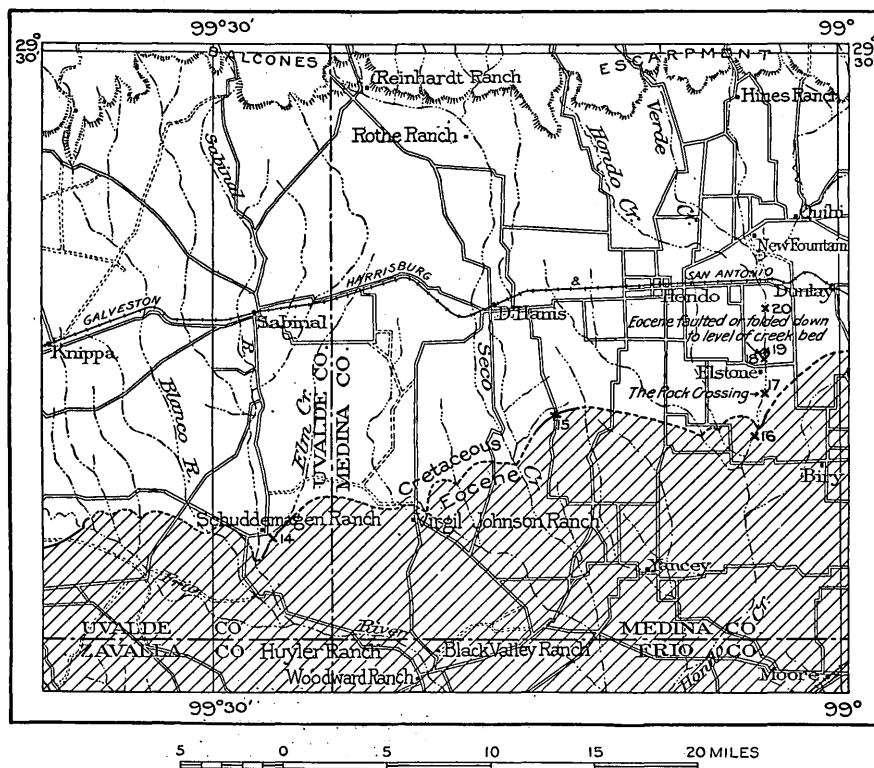 99°30'
99°
29°
30'
BALCONES
ESCARPMENT
29°
30'
Reinhardt Ranch
Hines Ranch
Rothe Ranch
Sabinal
Hondo Cr.
Verde
Cr.
Quihi
New Fountain
GALVESTON
HARRISBURG
&
SAN ANTONIO
Sabinal
D'Hanis
Hondo
Dunlay
20
Knippa
Eocene faulted or folded down
to level of creek bed
R.
Seco
18
19
Elstone
The Rock Crossing
17
Blanco R.
Elm Cr.
UVALDE CO.
MEDINA CO.
15
16
Cretaceous
Eocene
Cr.
Biry
Schuddemagen Ranch
14
Virgil Johnson Ranch
Yancey
Frio
River
UVALDE CO
MEDINA CO
ZAVALLA CO
Huyler Ranch
Black Valley Ranch
FRIO CO
Hondo Cr.
Woodward Ranch
Moore
99°30'
99°
5 0 5 10 15 20 MILES